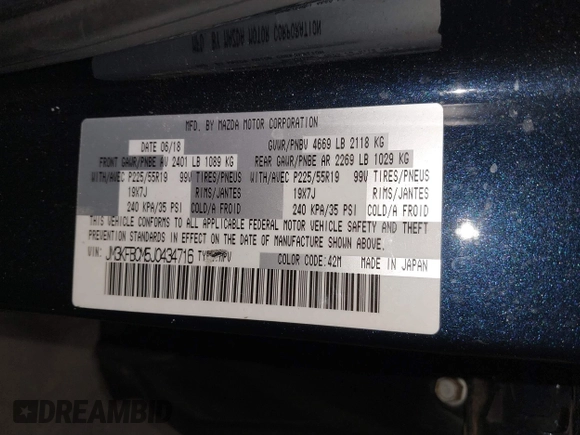 MFD. BY MAZDA MOTOR CORPORATION
DATE 06/18 GVWR/PNBV 4669 LB 2118 KG
FRONT GAWR/PNBE AV 2401 LB 1089 KG REAR GAWR/PNBE AR 2269 LB 1029 KG
WITH/AVEC P225/55R19 99V TIRES/PNEUS WITH/AVEC P225/55R19 99V TIRES/PNEUS
19X7J RIMS/JANTES 19X7J RIMS/JANTES
240 KPA/35 PSI COLD/A FROID 240 KPA/35 PSI COLD/A FROID
THIS VEHICLE CONFORMS TO ALL APPLICABLE FEDERAL MOTOR VEHICLE SAFETY AND THEFT
PREVENTION STANDARDS IN EFFECT ON THE DATE OF MANUFACTURE SHOWN ABOVE.
VIN: JM3KFBCM5J0434716 COLOR CODE:42M MADE IN JAPAN
DREAMBID